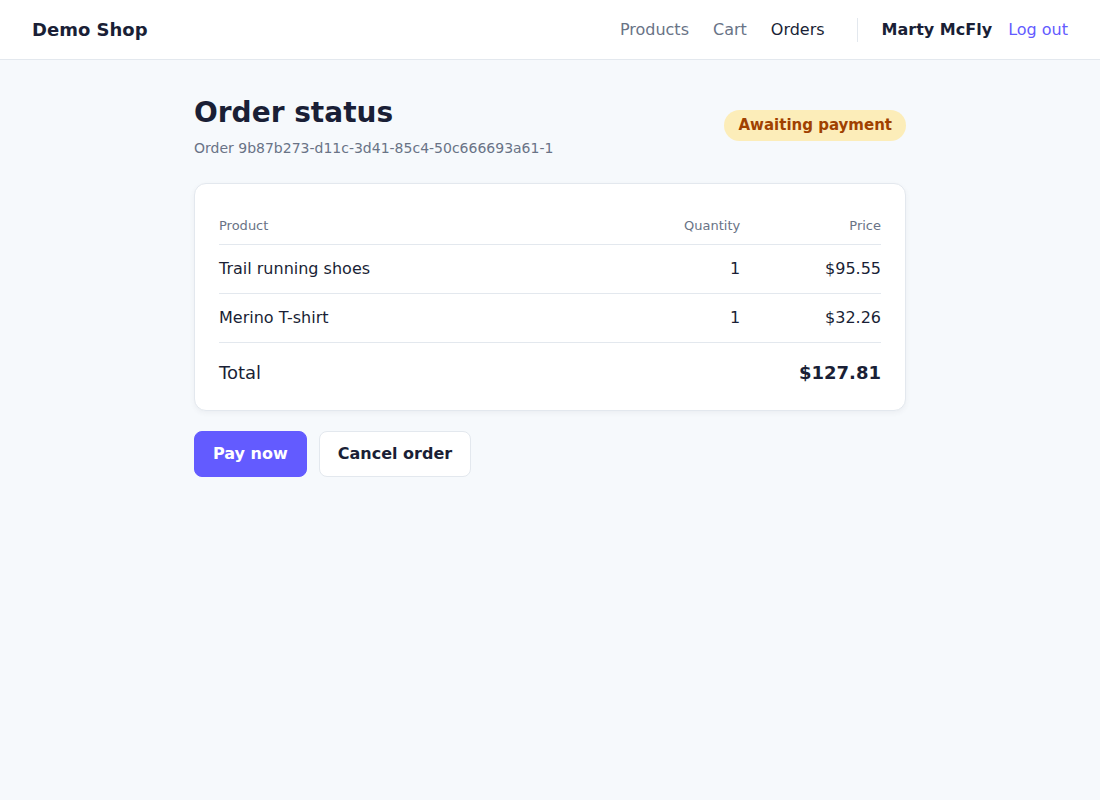 Demo Shop Products Cart Orders Marty McFly Log out
Order status
Awaiting payment
Order 9b87b273-d11c-3d41-85c4-50c666693a61-1
Product Quantity Price
Trail running shoes 1 $95.55
Merino T-shirt 1 $32.26
Total $127.81
Pay now Cancel order